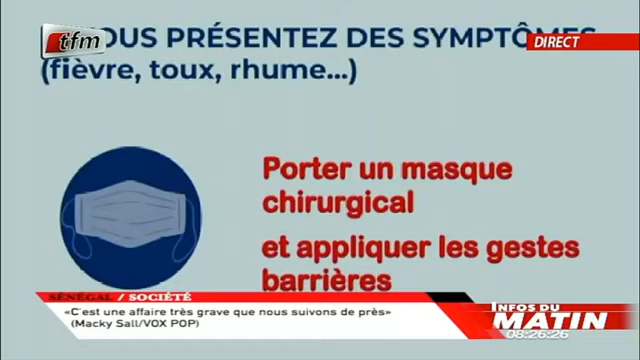 tfm
OUS PRÉSENTEZ DES SYMPTÔMES
DIRECT
(fièvre, toux, rhume...)
Porter un masque
chirurgical
et appliquer les gestes
barrières
SÉNÉGAL / SOCIÉTÉ
«C'est une affaire très grave que nous suivons de près»
(Macky Sall/VOX POP)
INFOS DU
MATIN
08:26:26